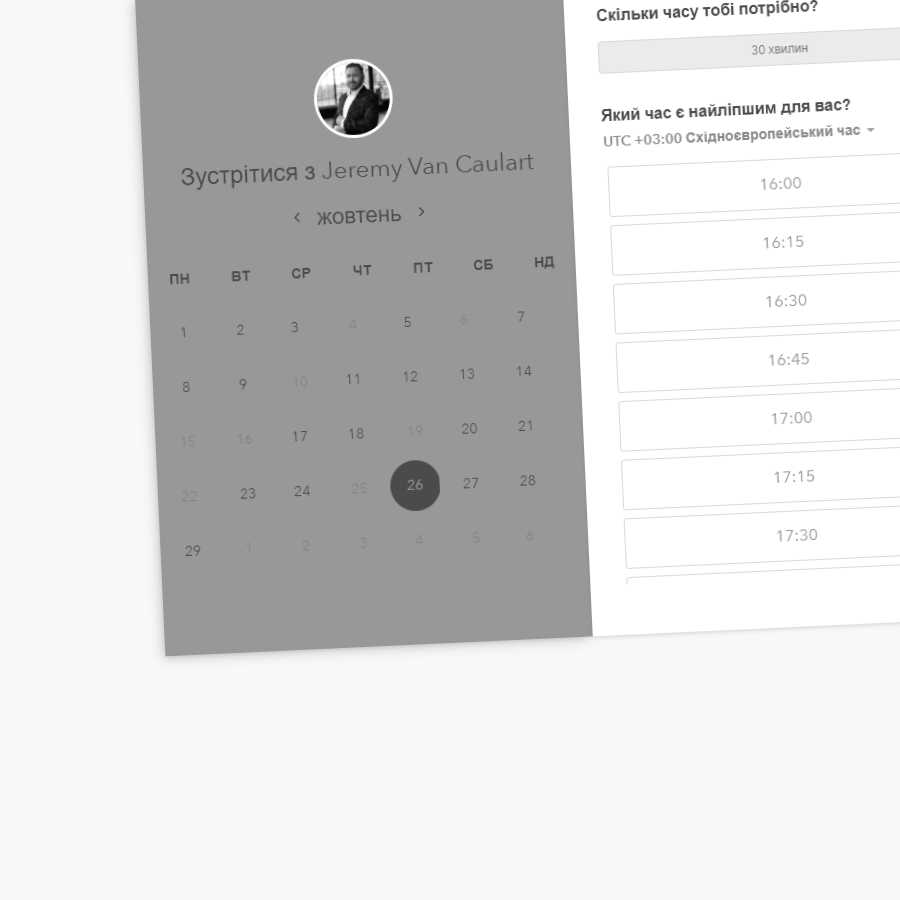 Зустрітися з Jeremy Van Caulart
‹ жовтень ›
ПН ВТ СР ЧТ ПТ СБ НД
1 2 3 4 5 6 7
8 9 10 11 12 13 14
15 16 17 18 19 20 21
22 23 24 25 26 27 28
29 1 2 3 4 5 6
Скільки часу тобі потрібно?
30 хвилин
Який час є найліпшим для вас?
UTC +03:00 Східноєвропейський час
16:00
16:15
16:30
16:45
17:00
17:15
17:30